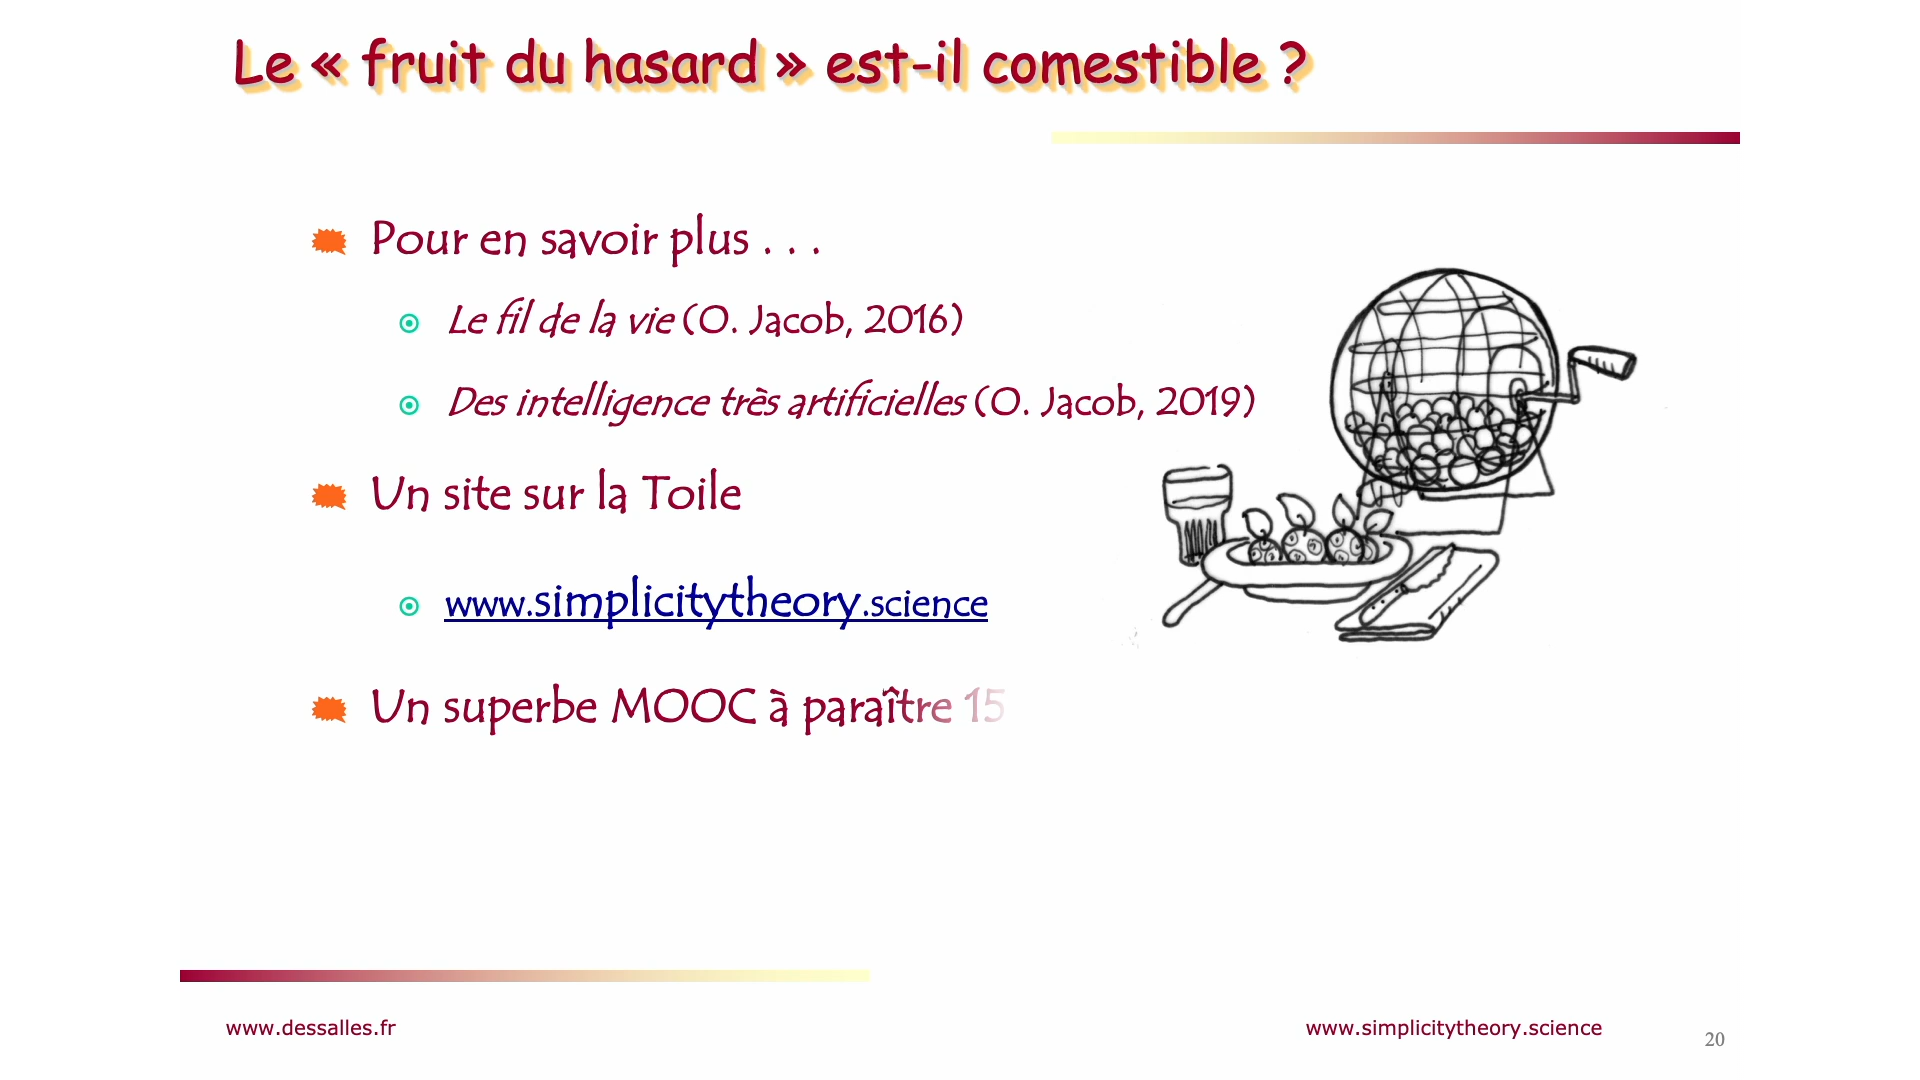 Le « fruit du hasard » est-il comestible ?
Pour en savoir plus . . .
Le fil de la vie (O. Jacob, 2016)
Des intelligence très artificielles (O. Jacob, 2019)
Un site sur la Toile
www.simplicitytheory.science
Un superbe MOOC à paraître 15
www.dessalles.fr
www.simplicitytheory.science
20